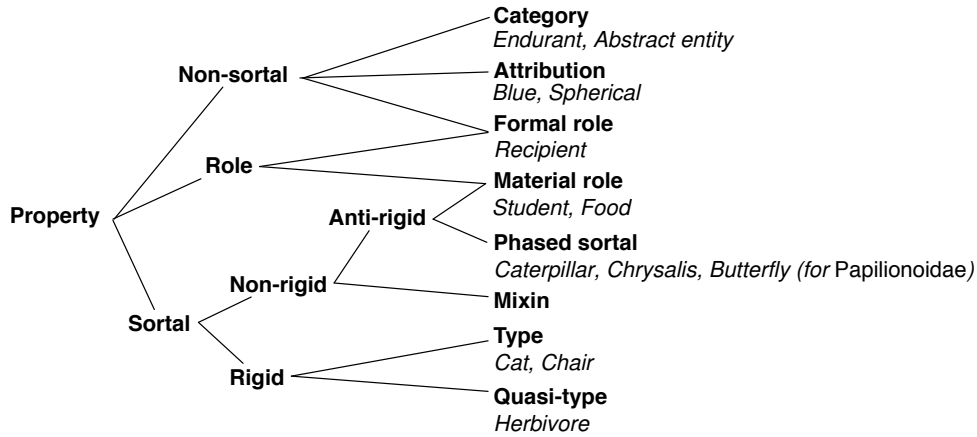 Category
Endurant, Abstract entity
Non-sortal
Attribution
Blue, Spherical
Formal role
Recipient
Role
Material role
Student, Food
Property
Anti-rigid
Phased sortal
Caterpillar, Chrysalis, Butterfly (for Papilionoidae)
Non-rigid
Mixin
Sortal
Type
Cat, Chair
Rigid
Quasi-type
Herbivore